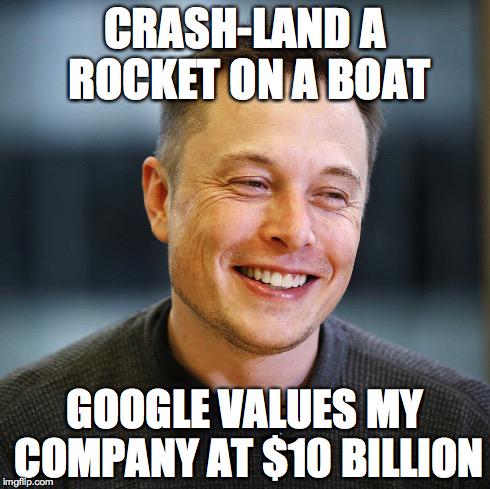 CRASH-LAND A
ROCKET ON A BOAT
GOOGLE VALUES MY
COMPANY AT $10 BILLION
imgflip.com